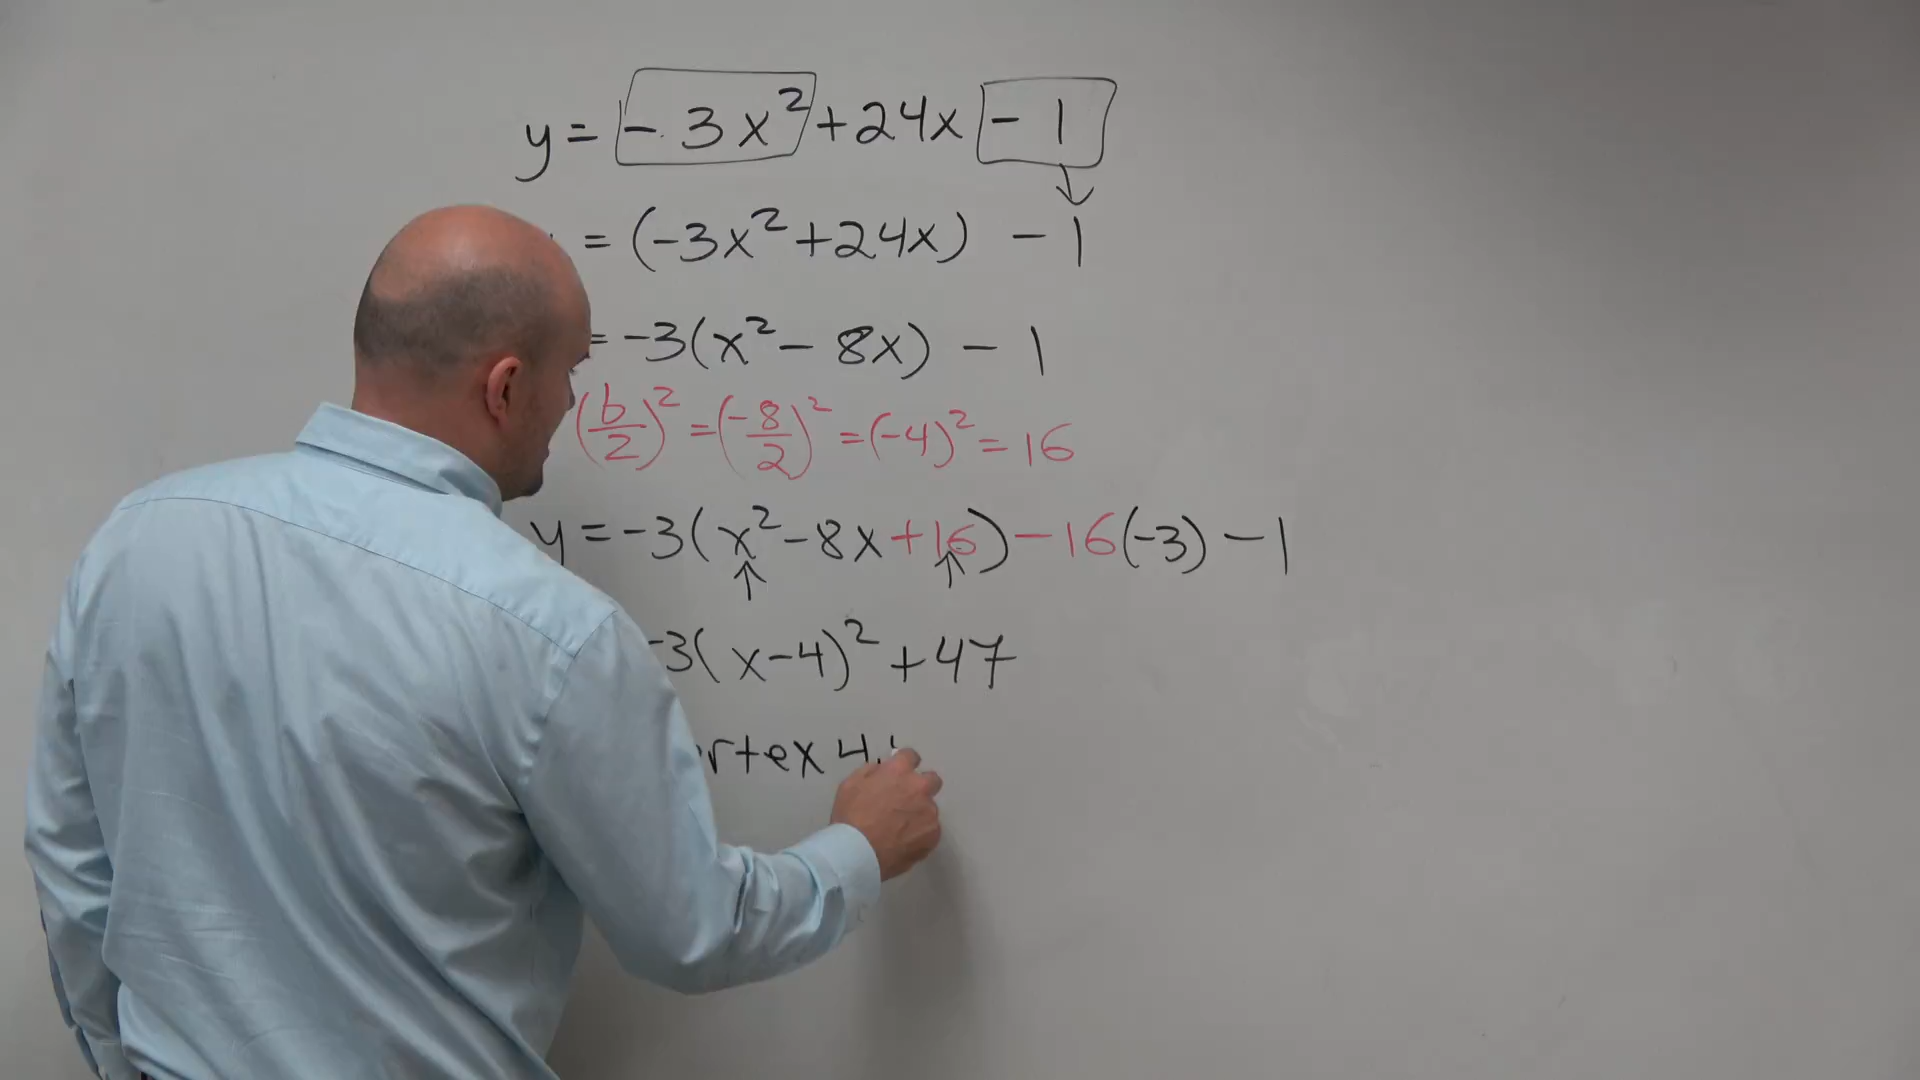 y = -3x² +24x - 1
= (-3x² +24x) - 1
= -3(x² - 8x) - 1
(b/2)² = (-8/2)² = (-4)² = 16
y = -3(x² -8x +16) -16(-3) -1
-3(x-4)² +47
rtex 4,